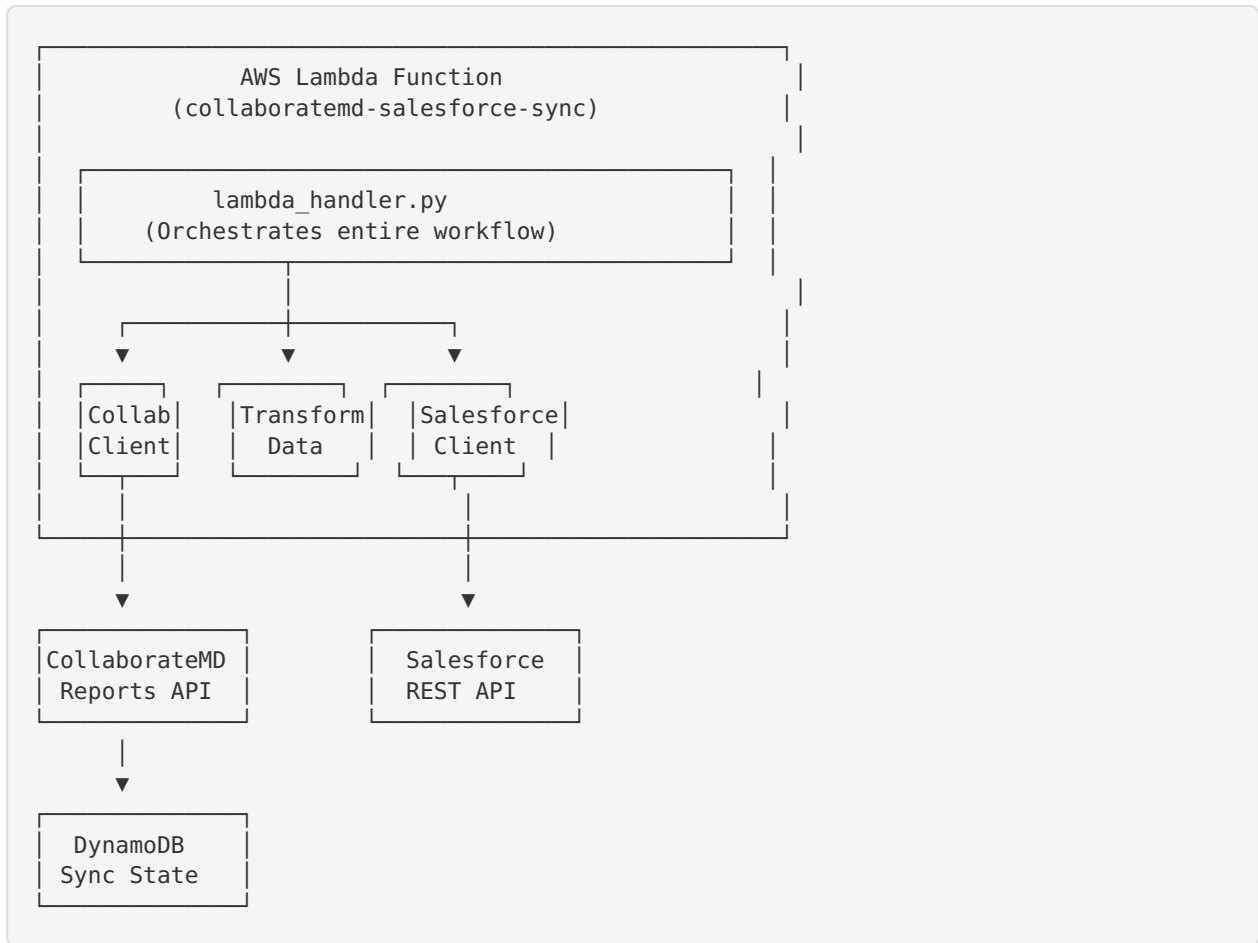 AWS Lambda Function
(collaboratemd-salesforce-sync)
lambda_handler.py
(Orchestrates entire workflow)
Collab Transform Salesforce
Client Data Client
CollaborateMD Salesforce
Reports API REST API
DynamoDB
Sync State